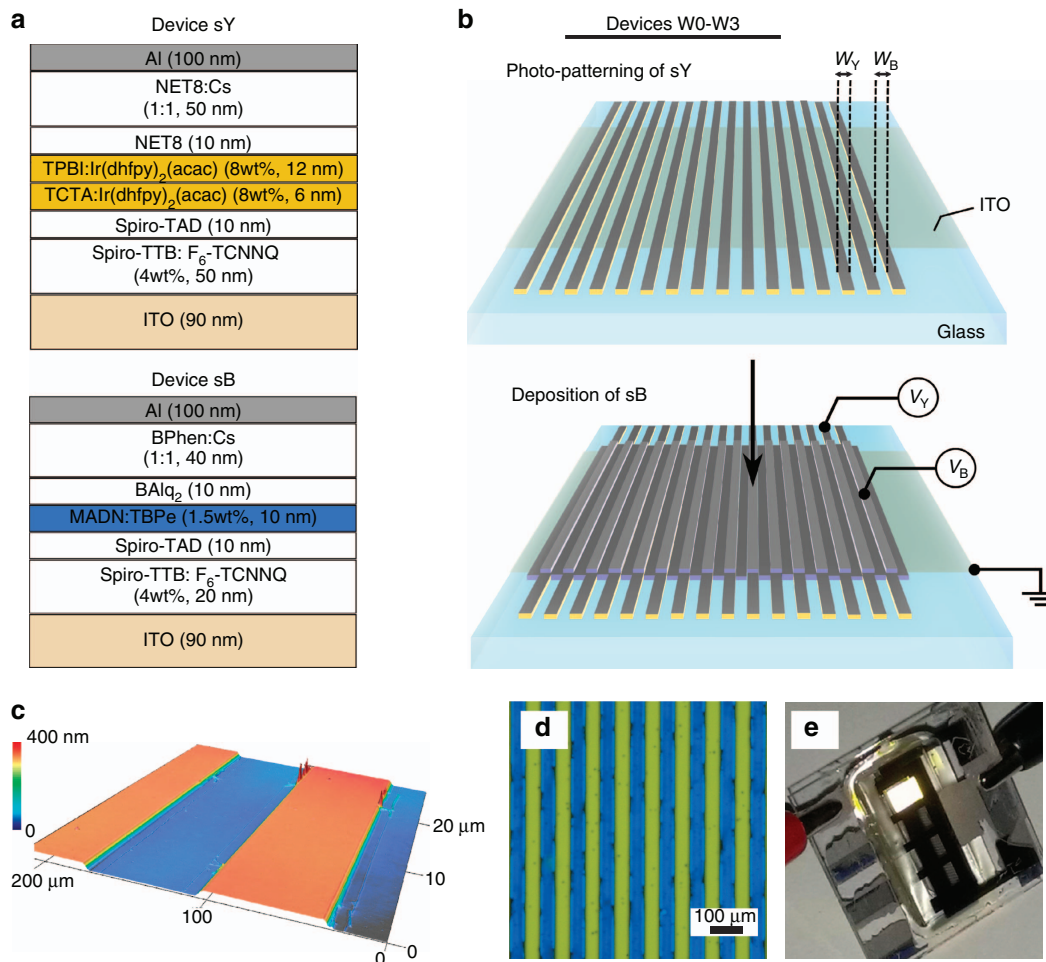 a
Device sY
Al (100 nm)
NET8:Cs
(1:1, 50 nm)
NET8 (10 nm)
TPBI:Ir(dhfpy)2(acac) (8wt%, 12 nm)
TCTA:Ir(dhfpy)2(acac) (8wt%, 6 nm)
Spiro-TAD (10 nm)
Spiro-TTB: F6-TCNNQ
(4wt%, 50 nm)
ITO (90 nm)
Device sB
Al (100 nm)
BPhen:Cs
(1:1, 40 nm)
BAlq2 (10 nm)
MADN:TBPe (1.5wt%, 10 nm)
Spiro-TAD (10 nm)
Spiro-TTB: F6-TCNNQ
(4wt%, 20 nm)
ITO (90 nm)
b
Devices W0-W3
Photo-patterning of sY
WY
WB
ITO
Glass
Deposition of sB
VY
VB
c
400 nm
0
200 μm
100
0
20 μm
10
0
d
100 μm
e